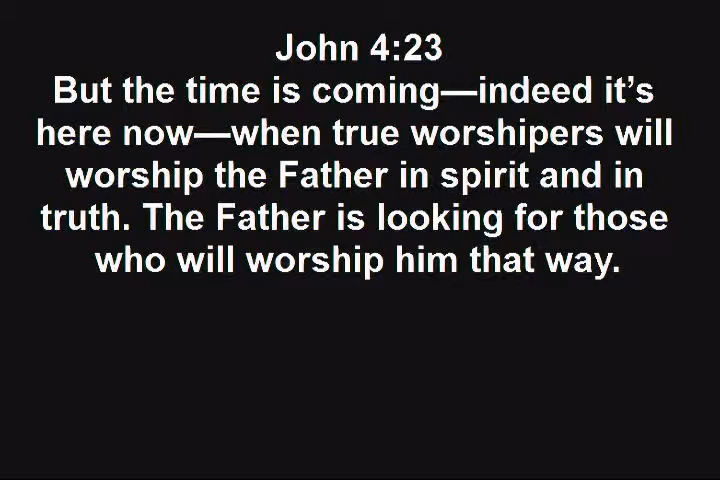 John 4:23
But the time is coming—indeed it’s
here now—when true worshipers will
worship the Father in spirit and in
truth. The Father is looking for those
who will worship him that way.